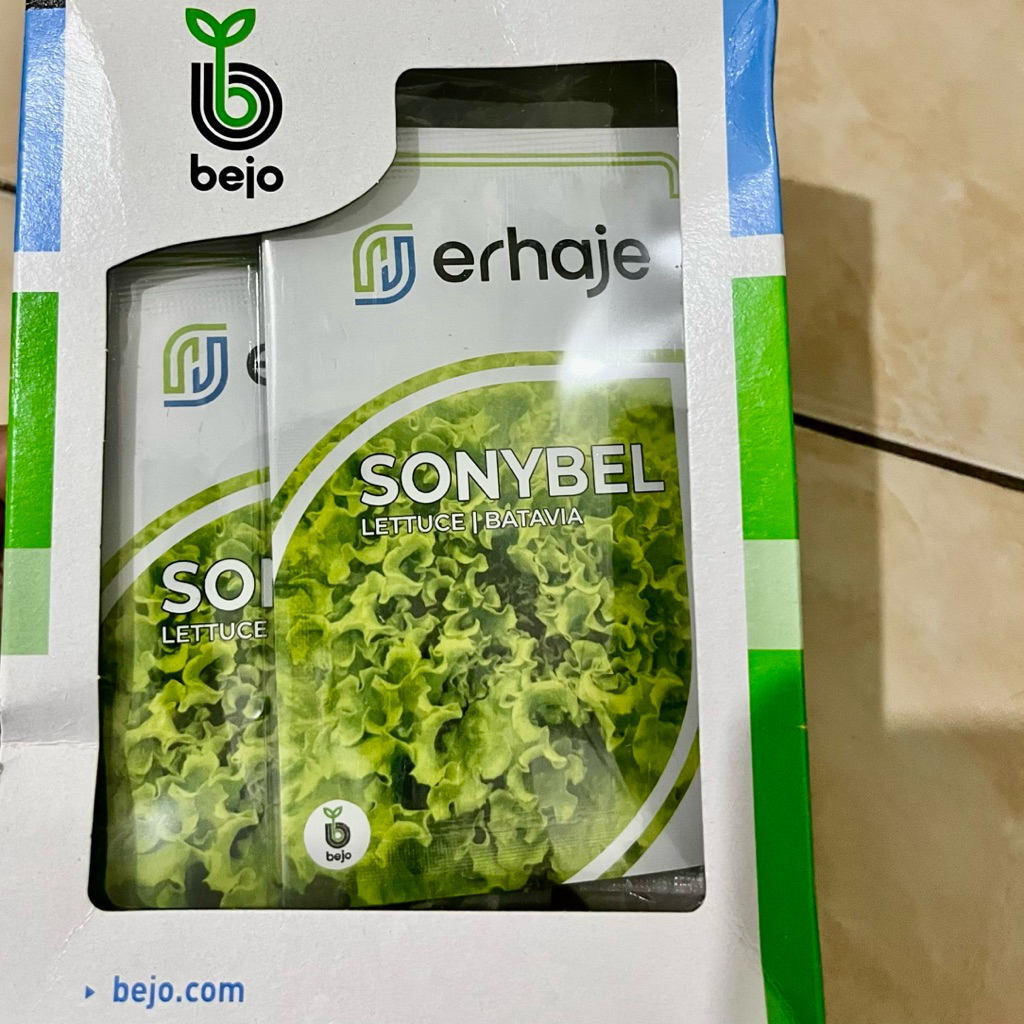 bejo
erhaje
SONYBEL
LETTUCE | BATAVIA
e
SO
LETTUCE
bejo
bejo.com